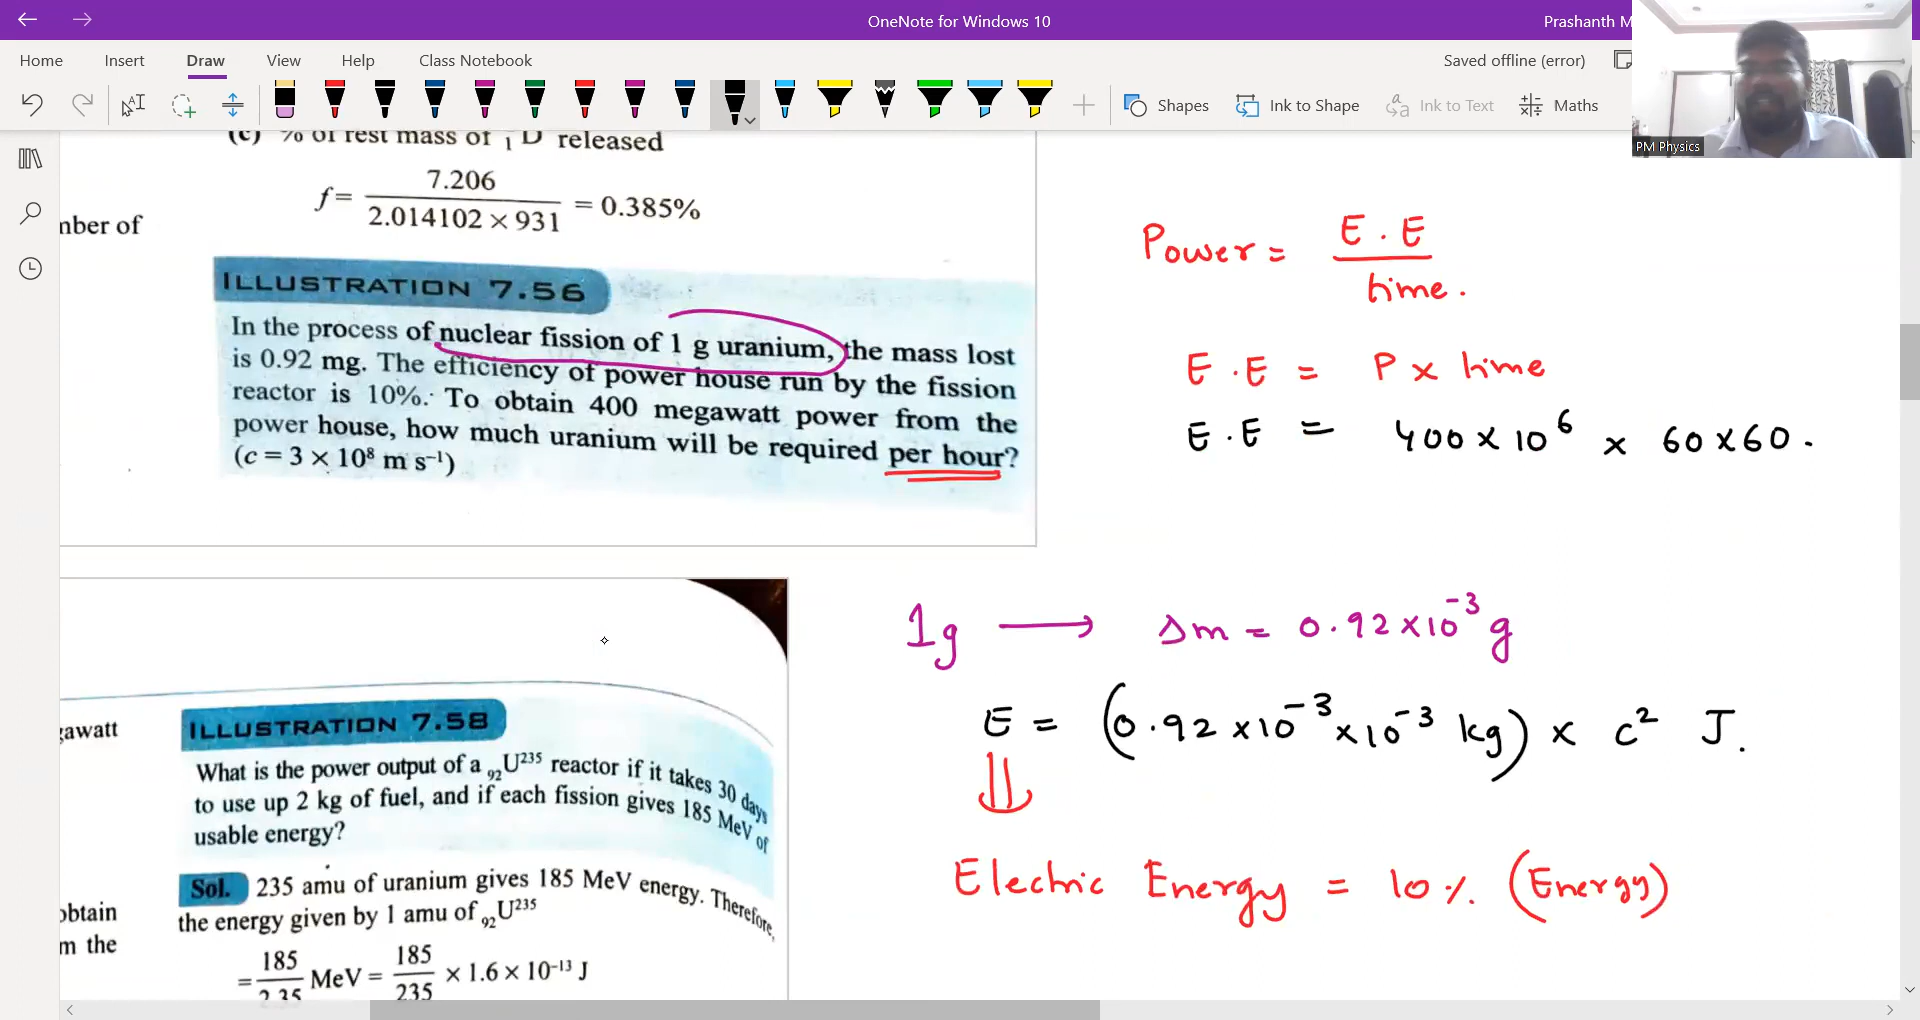 OneNote for Windows 10
Prashanth M
Home Insert Draw View Help Class Notebook
Saved offline (error)
Shapes Ink to Shape Ink to Text Maths
PM Physics
(c) % of rest mass of ₁D released
f = 7.206 / 2.014102 × 931 = 0.385%
mber of
ILLUSTRATION 7.56
In the process of nuclear fission of 1 g uranium, the mass lost
is 0.92 mg. The efficiency of power house run by the fission
reactor is 10%. To obtain 400 megawatt power from the
power house, how much uranium will be required per hour?
(c = 3 × 10⁸ m s⁻¹)
Power = E.E / time.
E.E = P x time
E.E = 400 x 10⁶ x 60 x 60.
1g → Δm = 0.92 x 10⁻³ g
E = (0.92 x 10⁻³ x 10⁻³ kg) x c² J.
⇓
Electric Energy = 10% (Energy)
gawatt
obtain
m the
ILLUSTRATION 7.58
What is the power output of a ₉₂U²³⁵ reactor if it takes 30 days
to use up 2 kg of fuel, and if each fission gives 185 MeV of
usable energy?
Sol. 235 amu of uranium gives 185 MeV energy. Therefore,
the energy given by 1 amu of ₉₂U²³⁵
= 185 / 235 MeV = 185 / 235 × 1.6 × 10⁻¹³ J